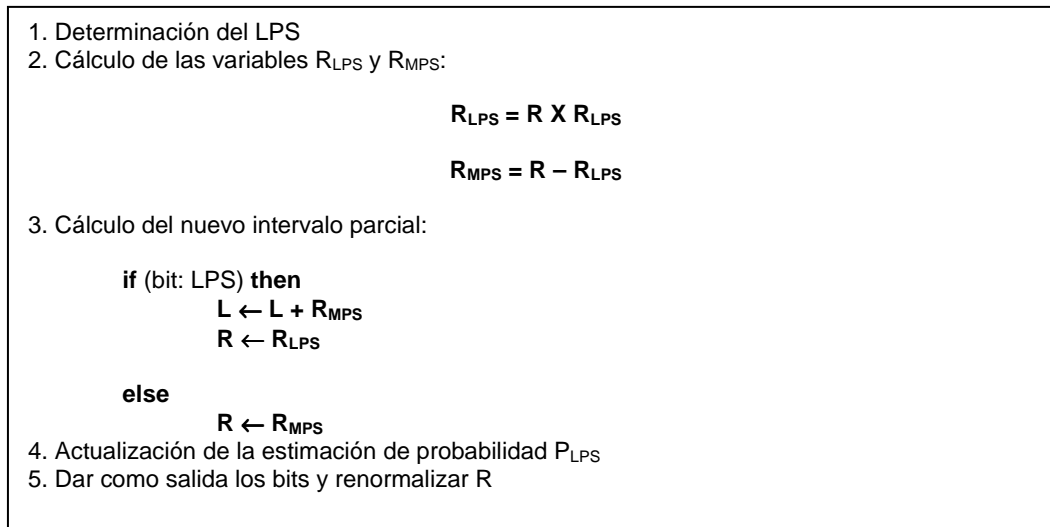 1. Determinación del LPS
2. Cálculo de las variables RLPS y RMPS:
RLPS = R X RLPS
RMPS = R – RLPS
3. Cálculo del nuevo intervalo parcial:
if (bit: LPS) then
L ← L + RMPS
R ← RLPS
else
R ← RMPS
4. Actualización de la estimación de probabilidad PLPS
5. Dar como salida los bits y renormalizar R